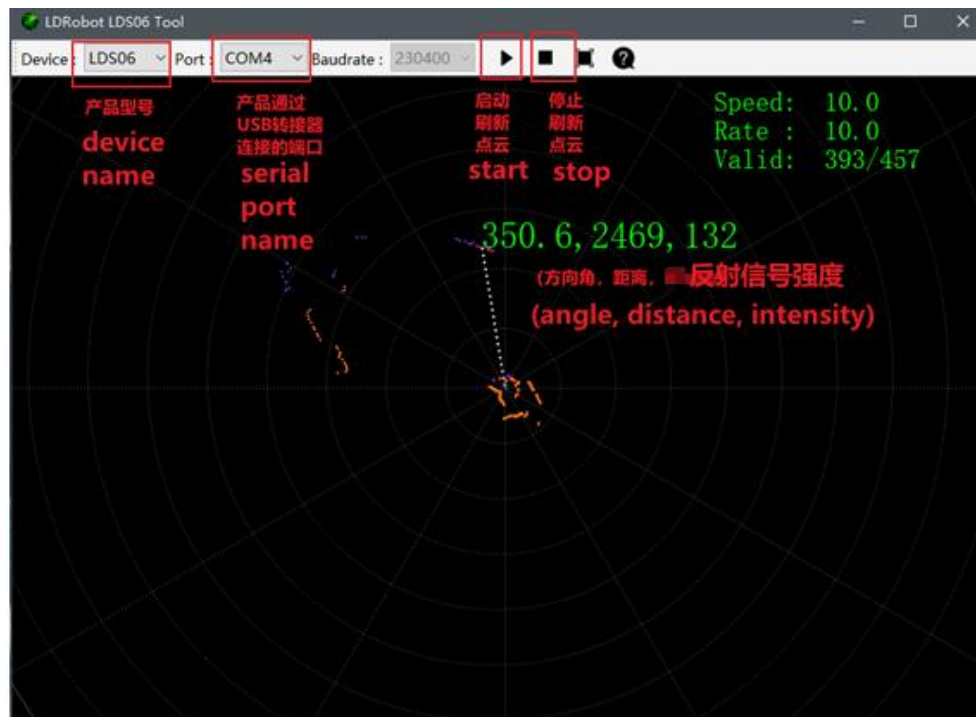 LDRobot LDS06 Tool
Device : LDS06 Port : COM4 Baudrate : 230400
产品型号
device
name
产品通过
USB转接器
连接的端口
serial
port
name
启动
刷新
点云
start
停止
刷新
点云
stop
Speed: 10.0
Rate : 10.0
Valid: 393/457
350.6,2469,132
(方向角，距离，反射信号强度
(angle, distance, intensity)